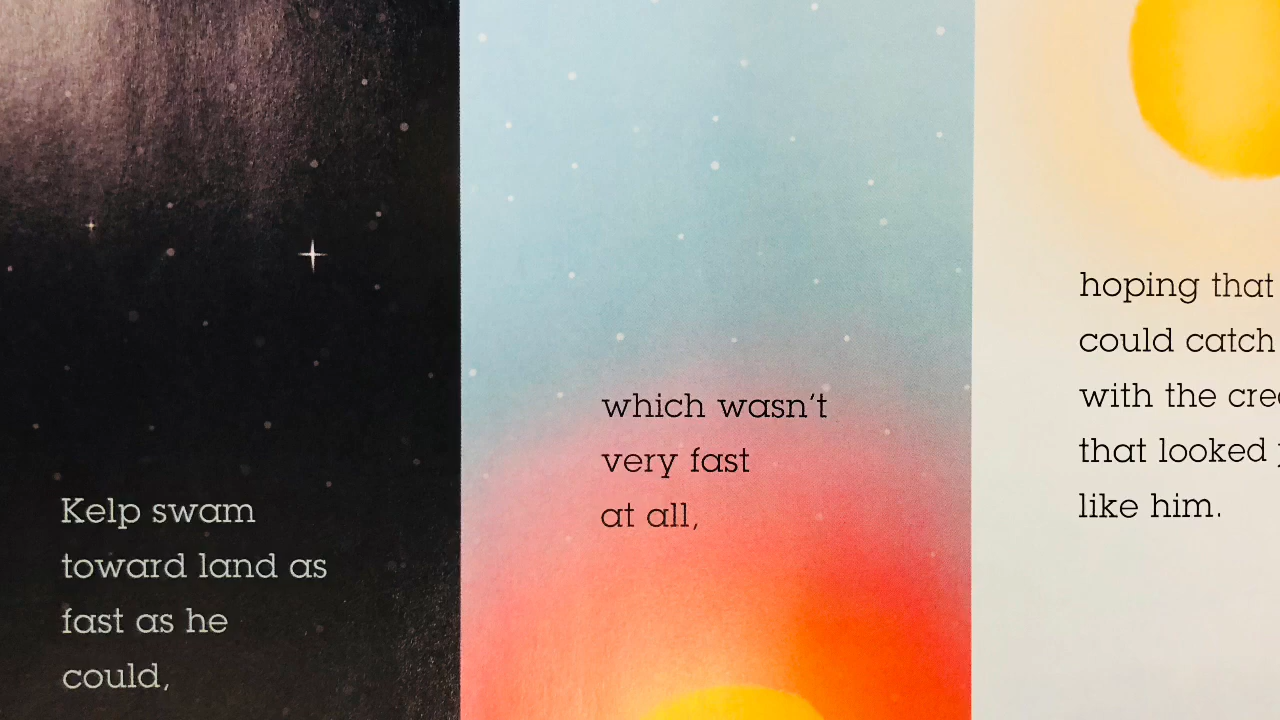 Kelp swam
toward land as
fast as he
could,
which wasn't
very fast
at all,
hoping that
could catch
with the
that looked
like him.